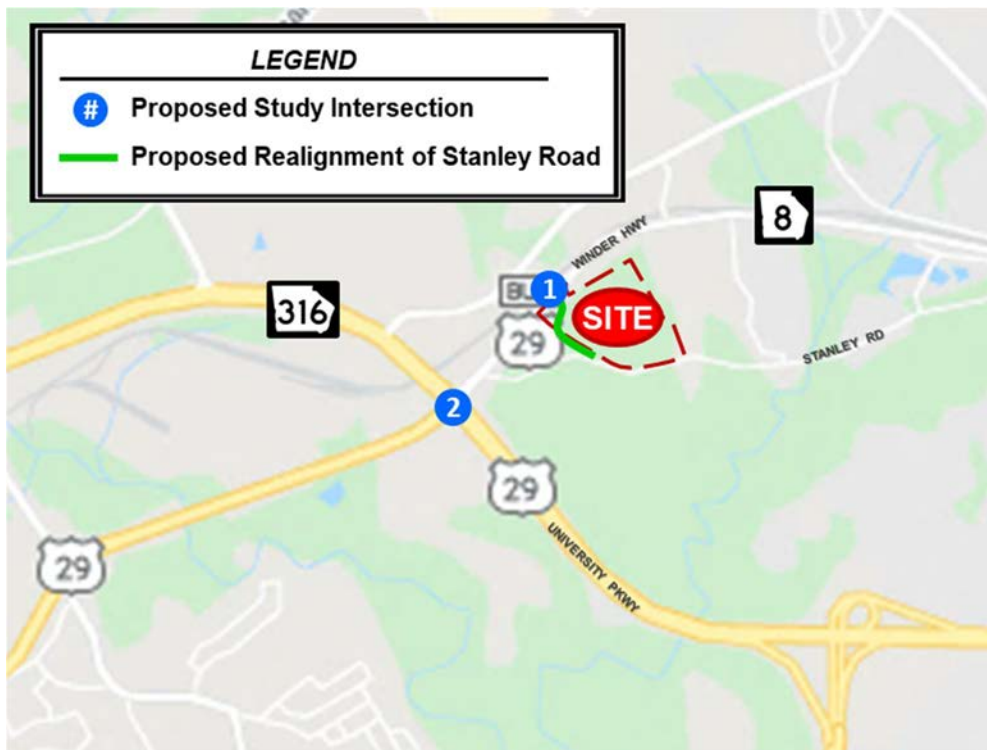 LEGEND
# Proposed Study Intersection
Proposed Realignment of Stanley Road
8
WINDER HWY
1
316
SITE
29
STANLEY RD
2
29
UNIVERSITY PKWY
29